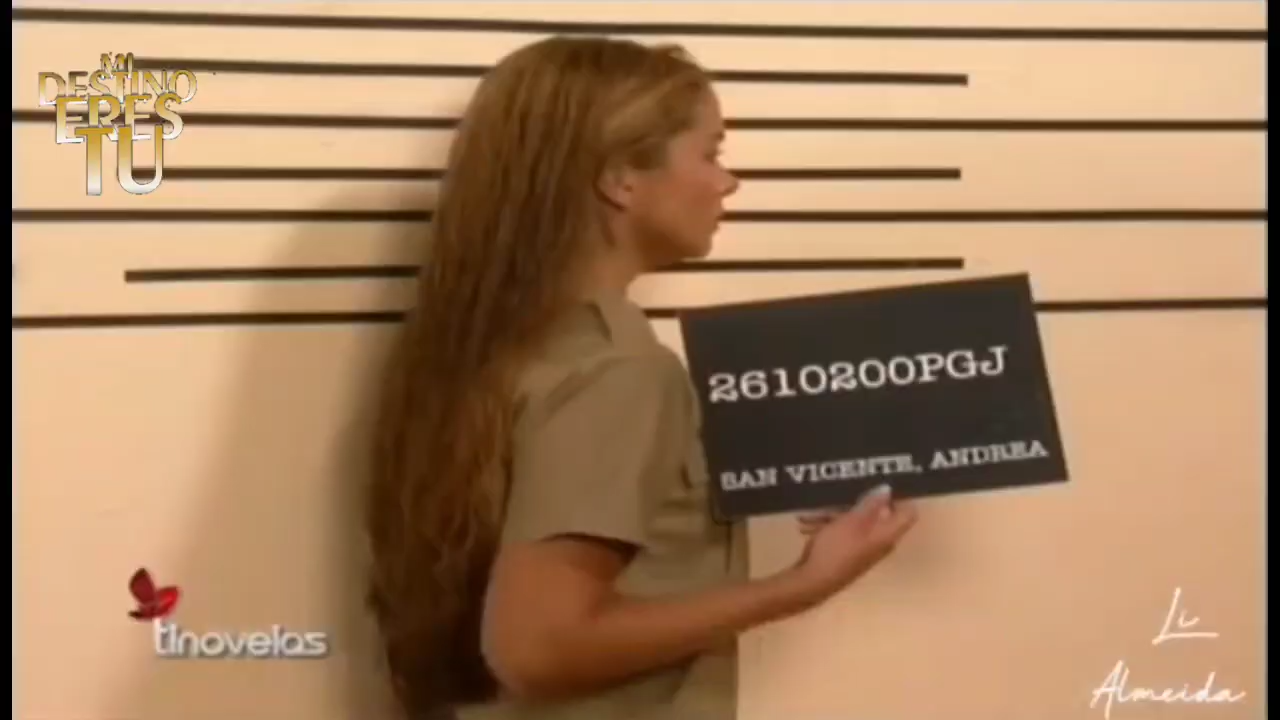 MI
DESTINO
ERES
TU
2610200PGJ
SAN VICENTE, ANDREA
tlnovelas
Li
Almeida